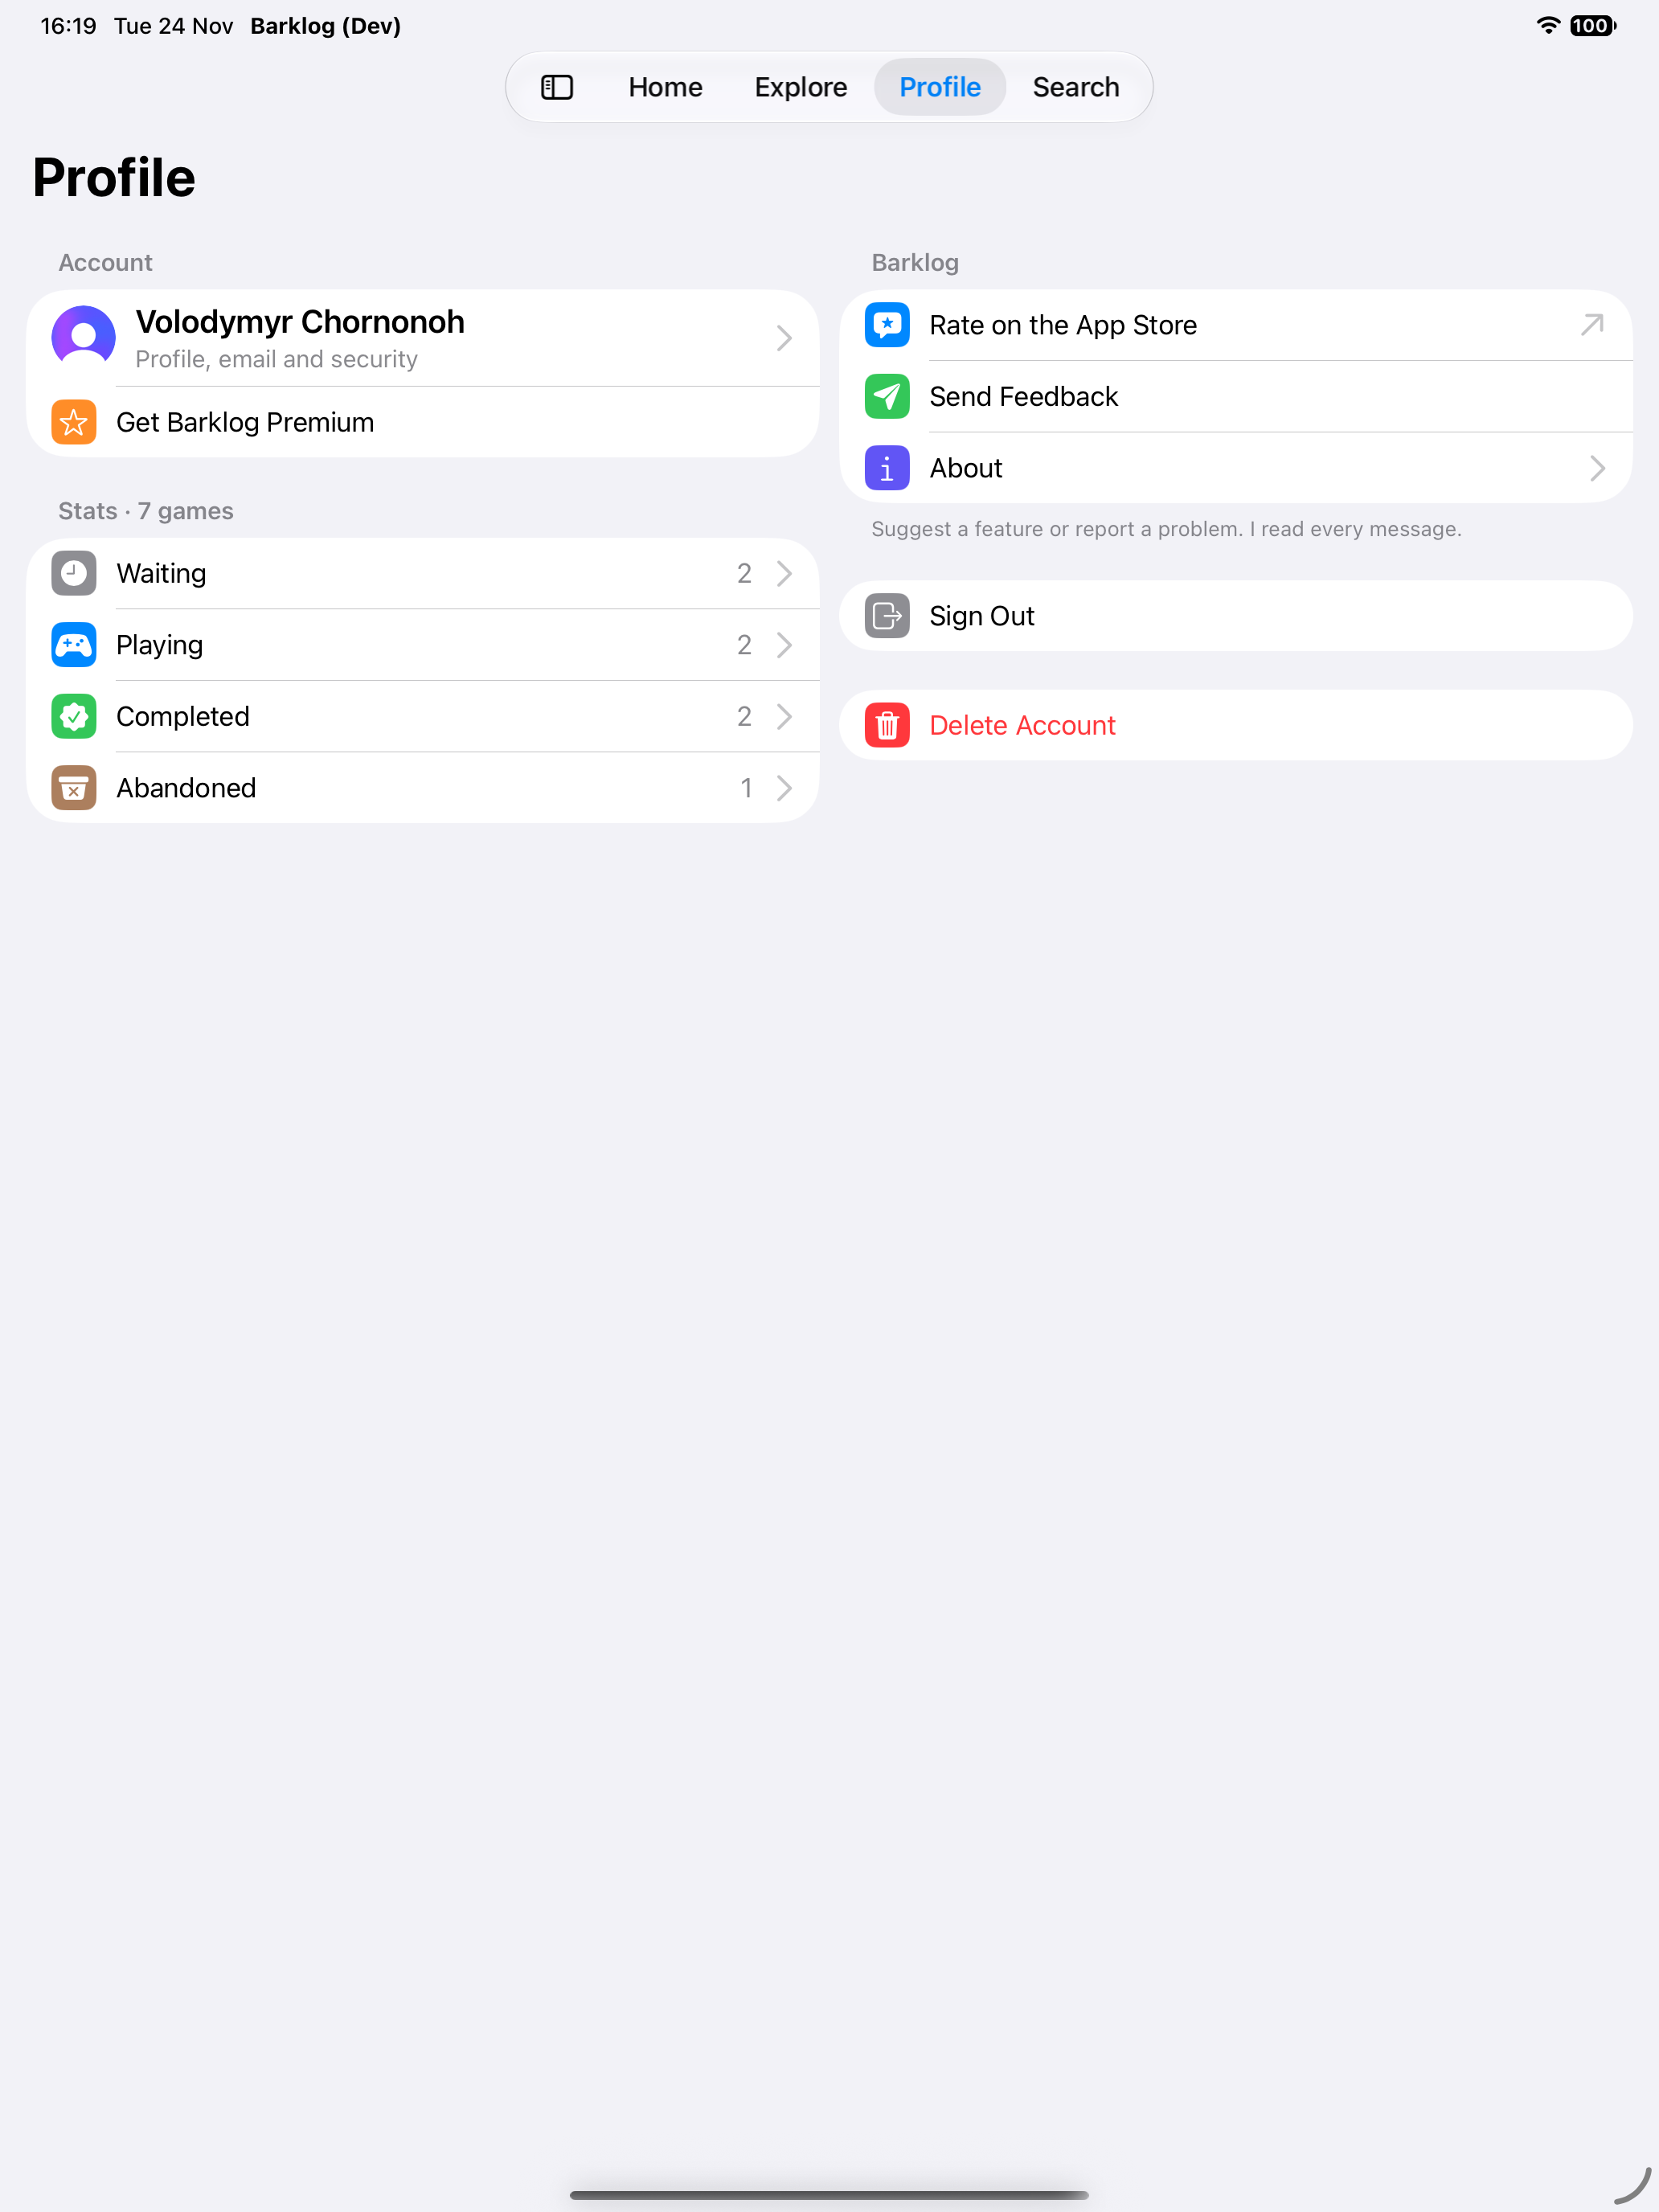 16:19 Tue 24 Nov Barklog (Dev) 100
Home Explore Profile Search
Profile
Account
Volodymyr Chornonoh
Profile, email and security
Get Barklog Premium
Stats · 7 games
Waiting 2
Playing 2
Completed 2
Abandoned 1
Barklog
Rate on the App Store
Send Feedback
About
Suggest a feature or report a problem. I read every message.
Sign Out
Delete Account